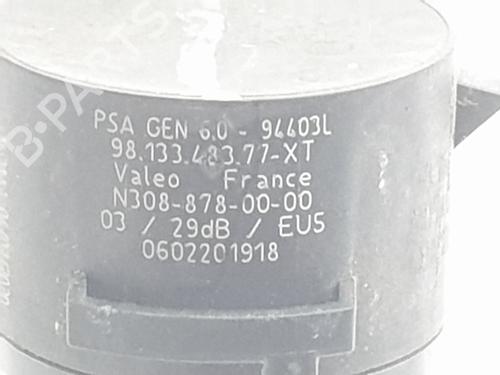 PSA GEN 6.0 - 94403L
98.133.483.77-XT
Valeo France
N308-878-00-00
03 / 29dB / EU5
0602201918
B-PARTS